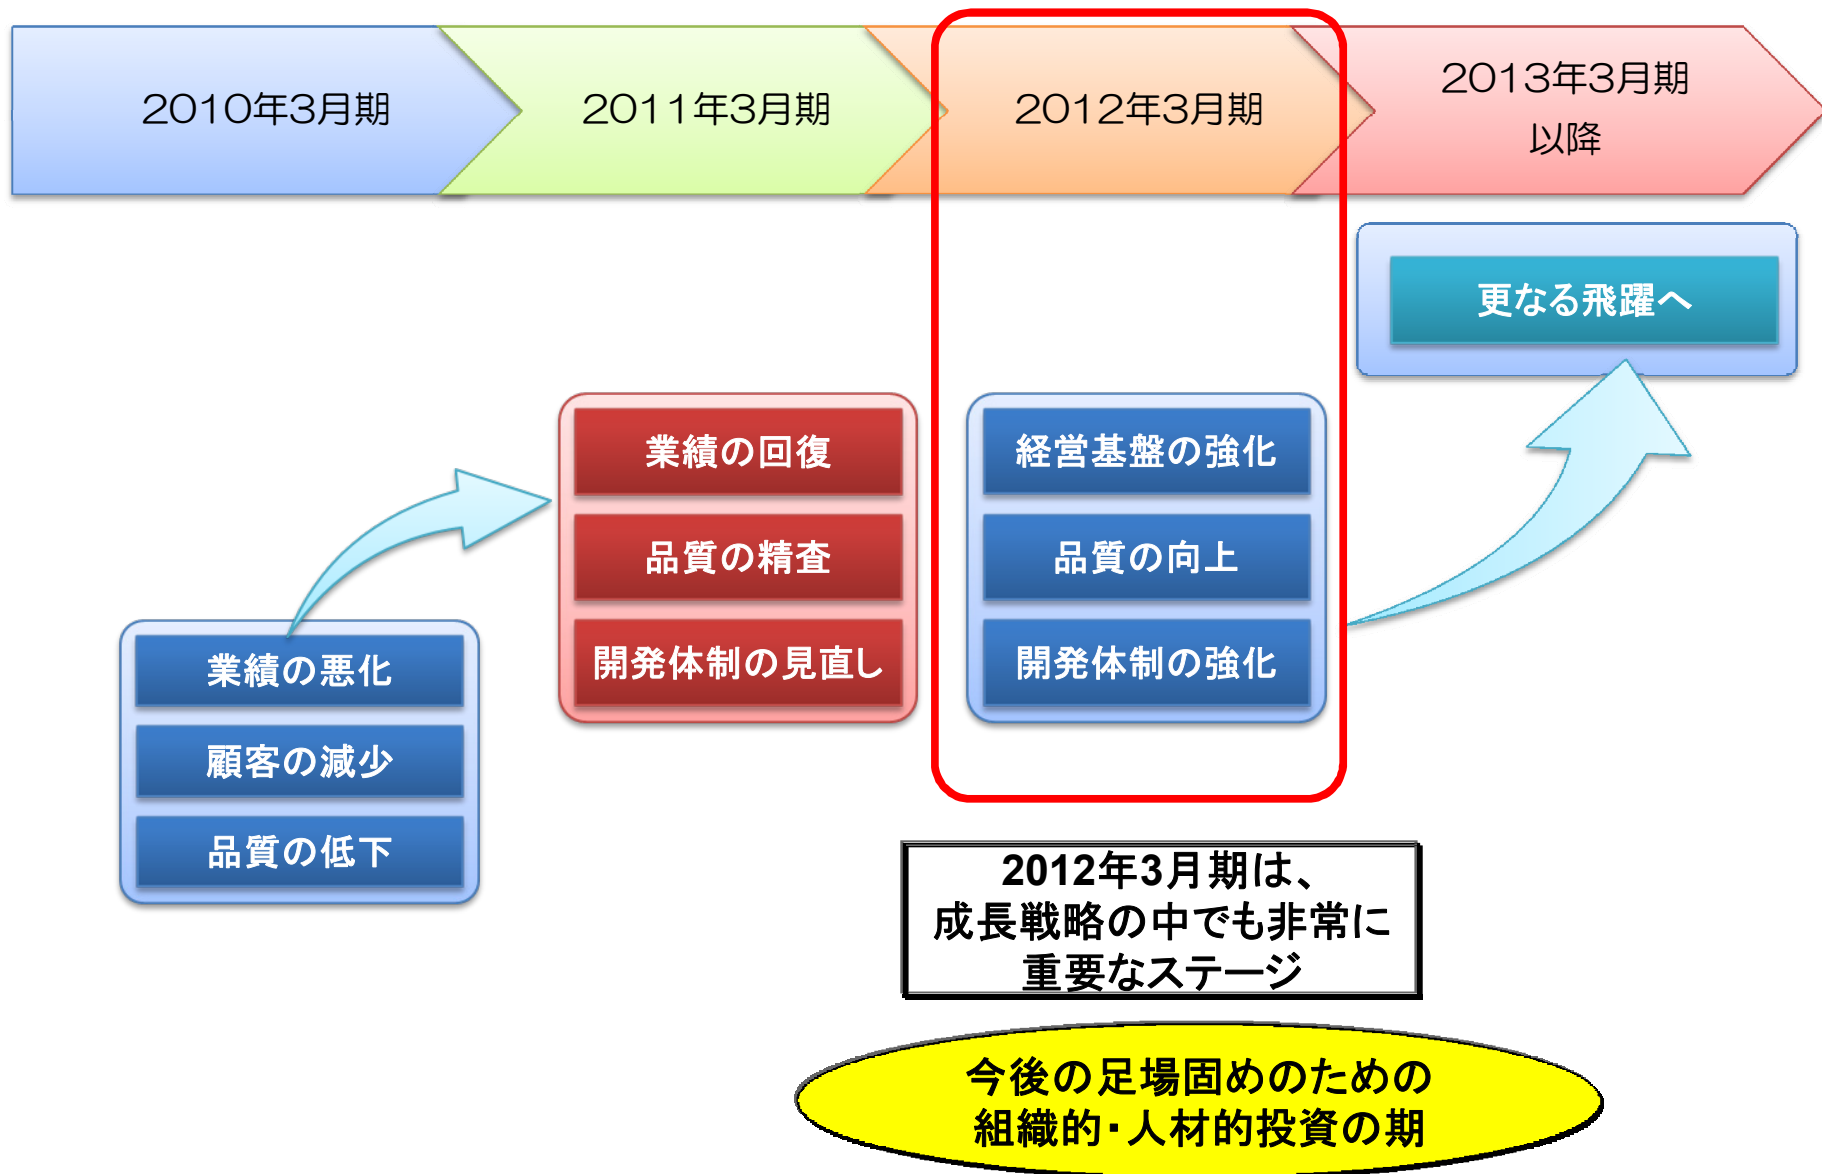 2010年3月期
2011年3月期
2012年3月期
2013年3月期
以降
更なる飛躍へ
業績の回復
品質の精査
開発体制の見直し
経営基盤の強化
品質の向上
開発体制の強化
業績の悪化
顧客の減少
品質の低下
2012年3月期は、
成長戦略の中でも非常に
重要なステージ
今後の足場固めのための
組織的・人材的投資の期